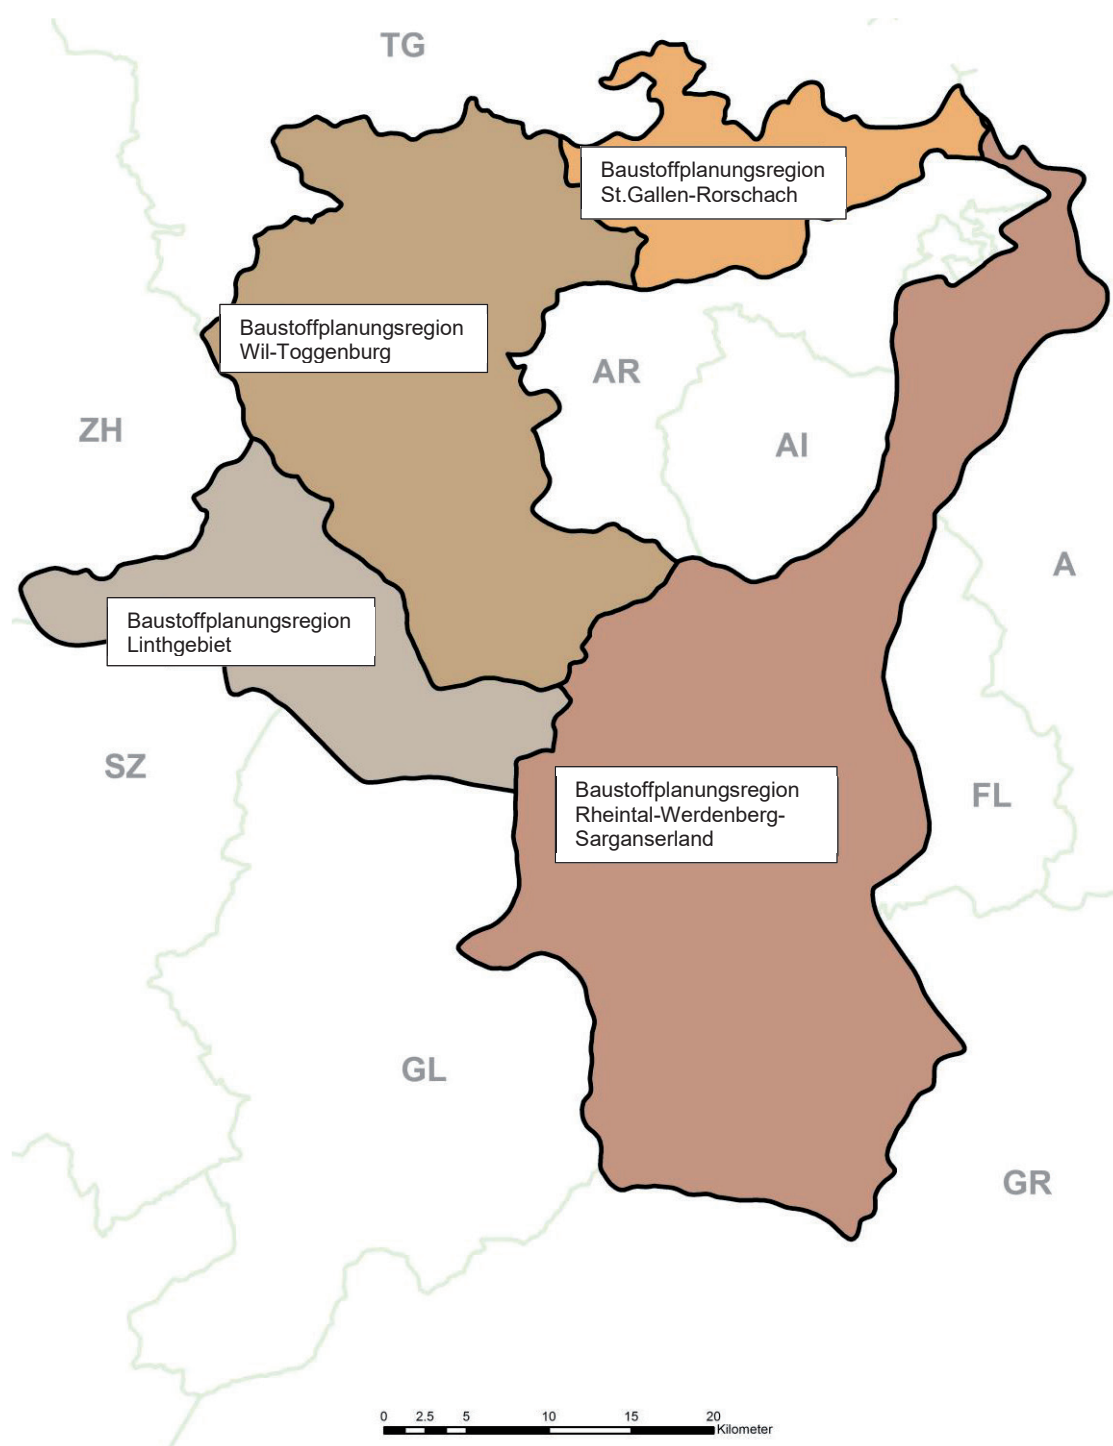 TG
Baustoffplanungsregion
St.Gallen-Rorschach
Baustoffplanungsregion
Wil-Toggenburg
AR
ZH
AI
A
Baustoffplanungsregion
Linthgebiet
SZ
Baustoffplanungsregion
Rheintal-Werdenberg-
Sarganserland
FL
GL
GR
0 2.5 5 10 15 20
Kilometer